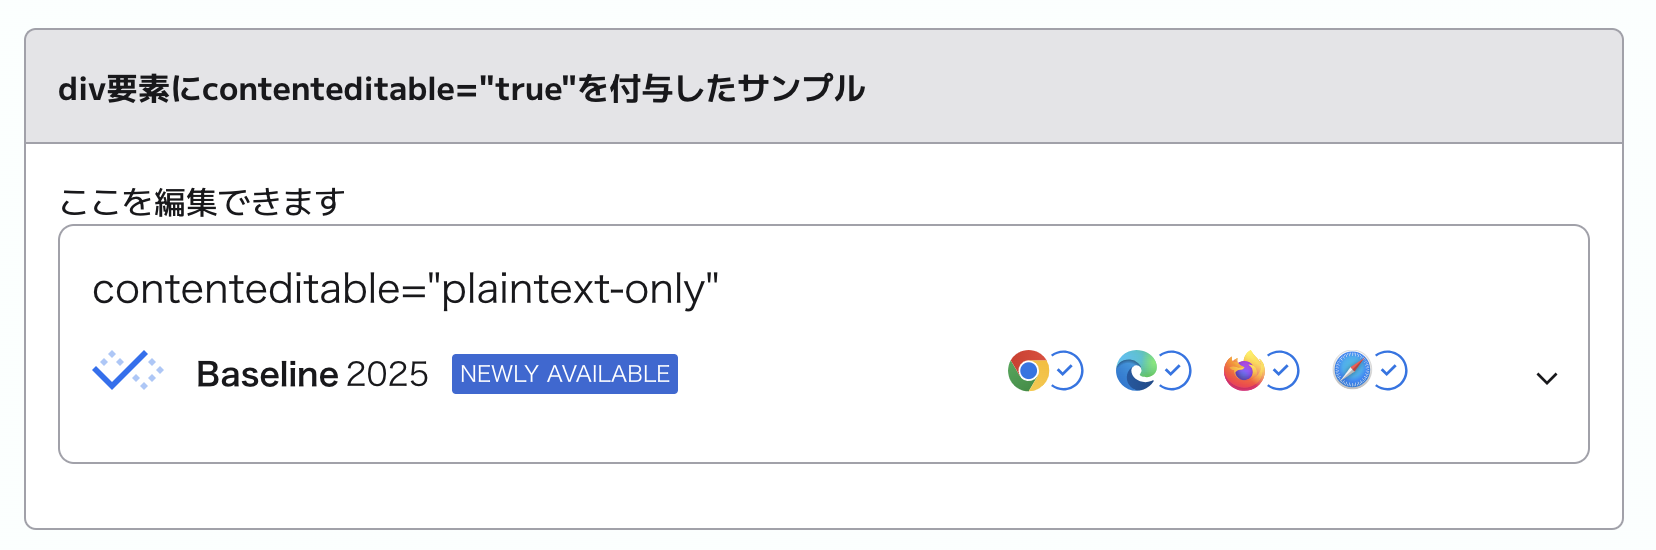 div要素にcontenteditable="true"を付与したサンプル
ここを編集できます
contenteditable="plaintext-only"
Baseline 2025 NEWLY AVAILABLE